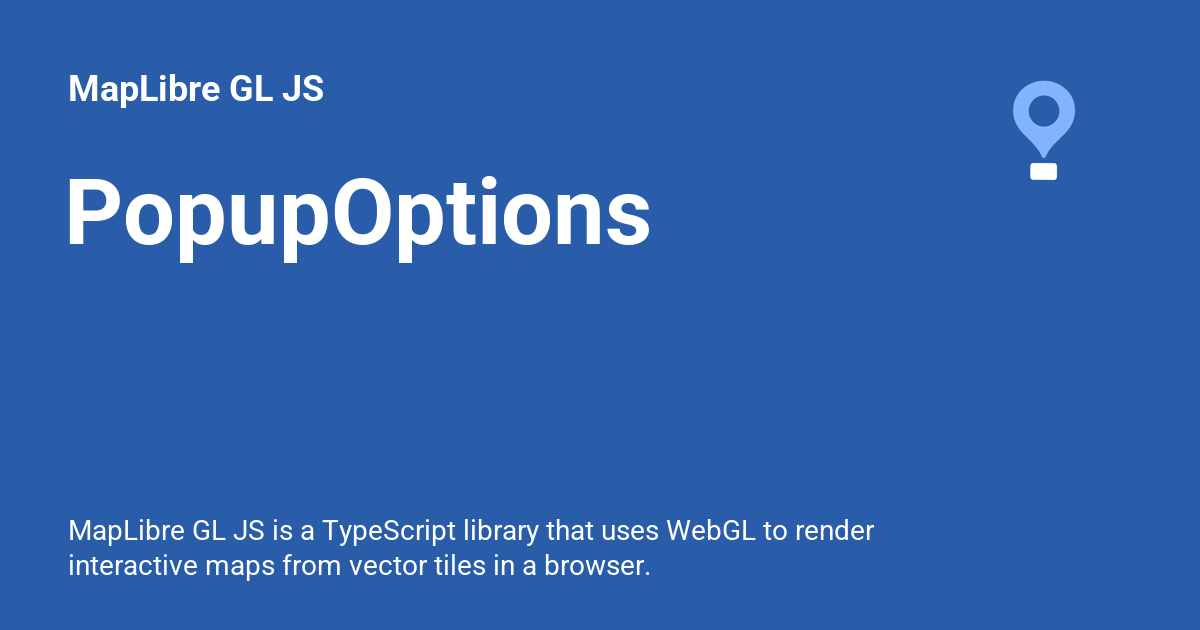 MapLibre GL JS
PopupOptions
MapLibre GL JS is a TypeScript library that uses WebGL to render
interactive maps from vector tiles in a browser.